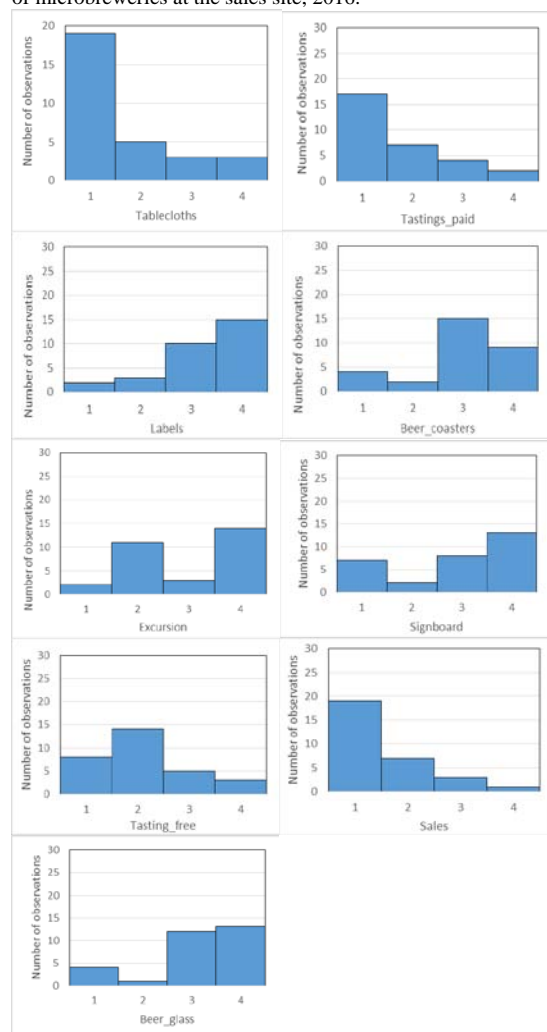 of microbreweries at the sales site, 2016.
Number of observations
20
15
10
5
0
1 2 3 4
Tablecloths
Number of observations
30
25
20
15
10
5
0
1 2 3 4
Tastings_paid
Number of observations
30
25
20
15
10
5
0
1 2 3 4
Labels
Number of observations
30
25
20
15
10
5
0
1 2 3 4
Beer_coasters
Number of observations
30
25
20
15
10
5
0
1 2 3 4
Excursion
Number of observations
30
25
20
15
10
5
0
1 2 3 4
Signboard
Number of observations
30
25
20
15
10
5
0
1 2 3 4
Tasting_free
Number of observations
30
25
20
15
10
5
0
1 2 3 4
Sales
Number of observations
30
25
20
15
10
5
0
1 2 3 4
Beer_glass